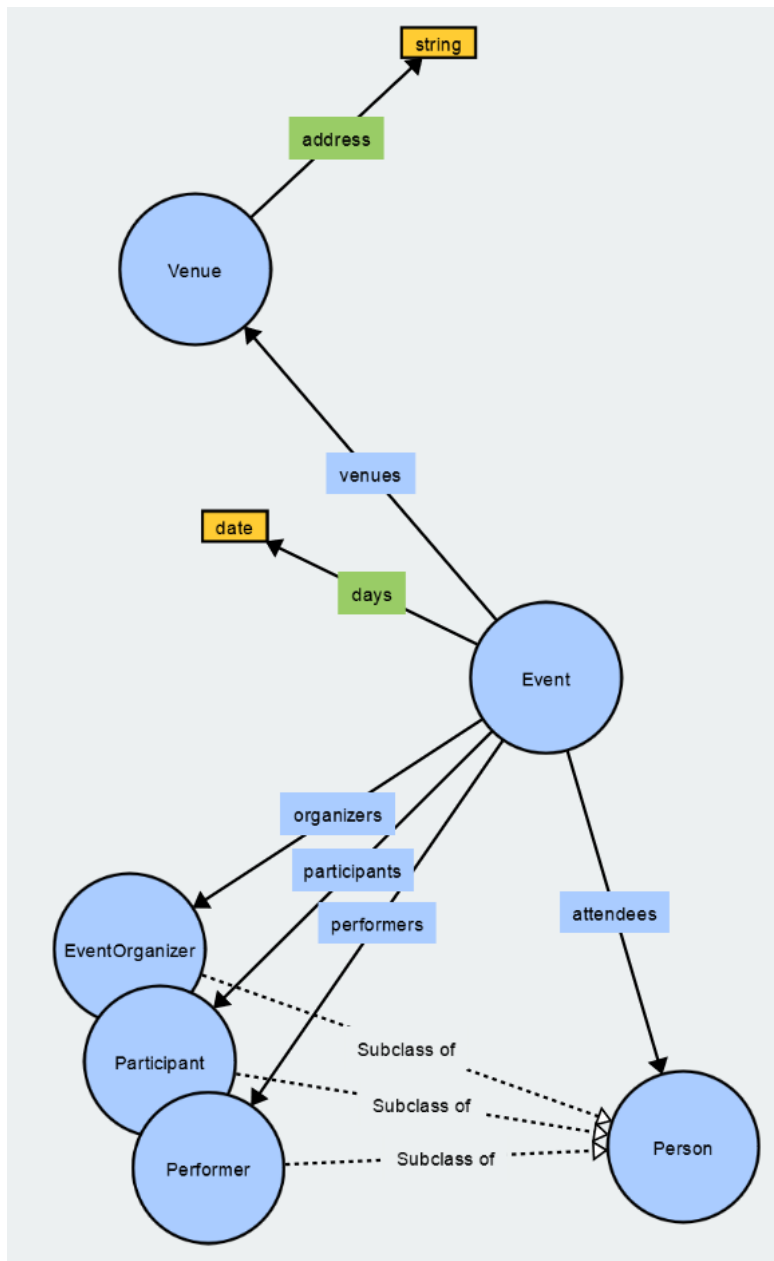 string
address
Venue
venues
date
days
Event
organizers
participants
attendees
performers
EventOrganizer
Subclass of
Participant
Subclass of
Person
Performer
Subclass of